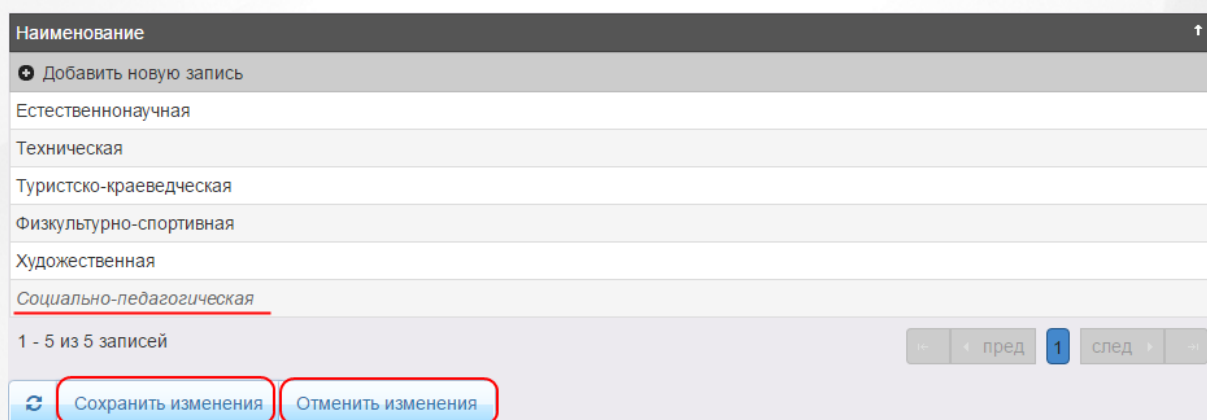 Наименование
Добавить новую запись
Естественнонаучная
Техническая
Туристско-краеведческая
Физкультурно-спортивная
Художественная
Социально-педагогическая
1 - 5 из 5 записей пред 1 след
Сохранить изменения Отменить изменения